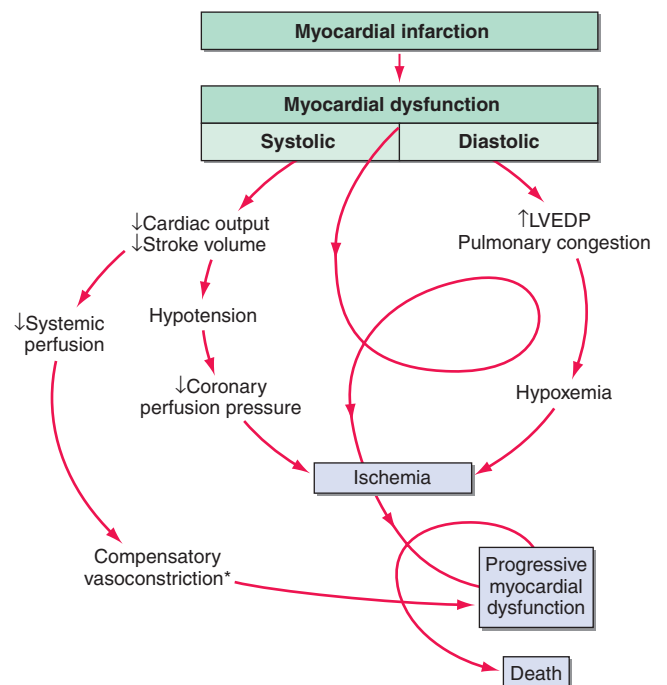 Myocardial infarction
Myocardial dysfunction
Systolic
Diastolic
↓Cardiac output
↓Stroke volume
↑LVEDP
Pulmonary congestion
↓Systemic
perfusion
Hypotension
↓Coronary
perfusion pressure
Hypoxemia
Ischemia
Compensatory
vasoconstriction*
Progressive
myocardial
dysfunction
Death